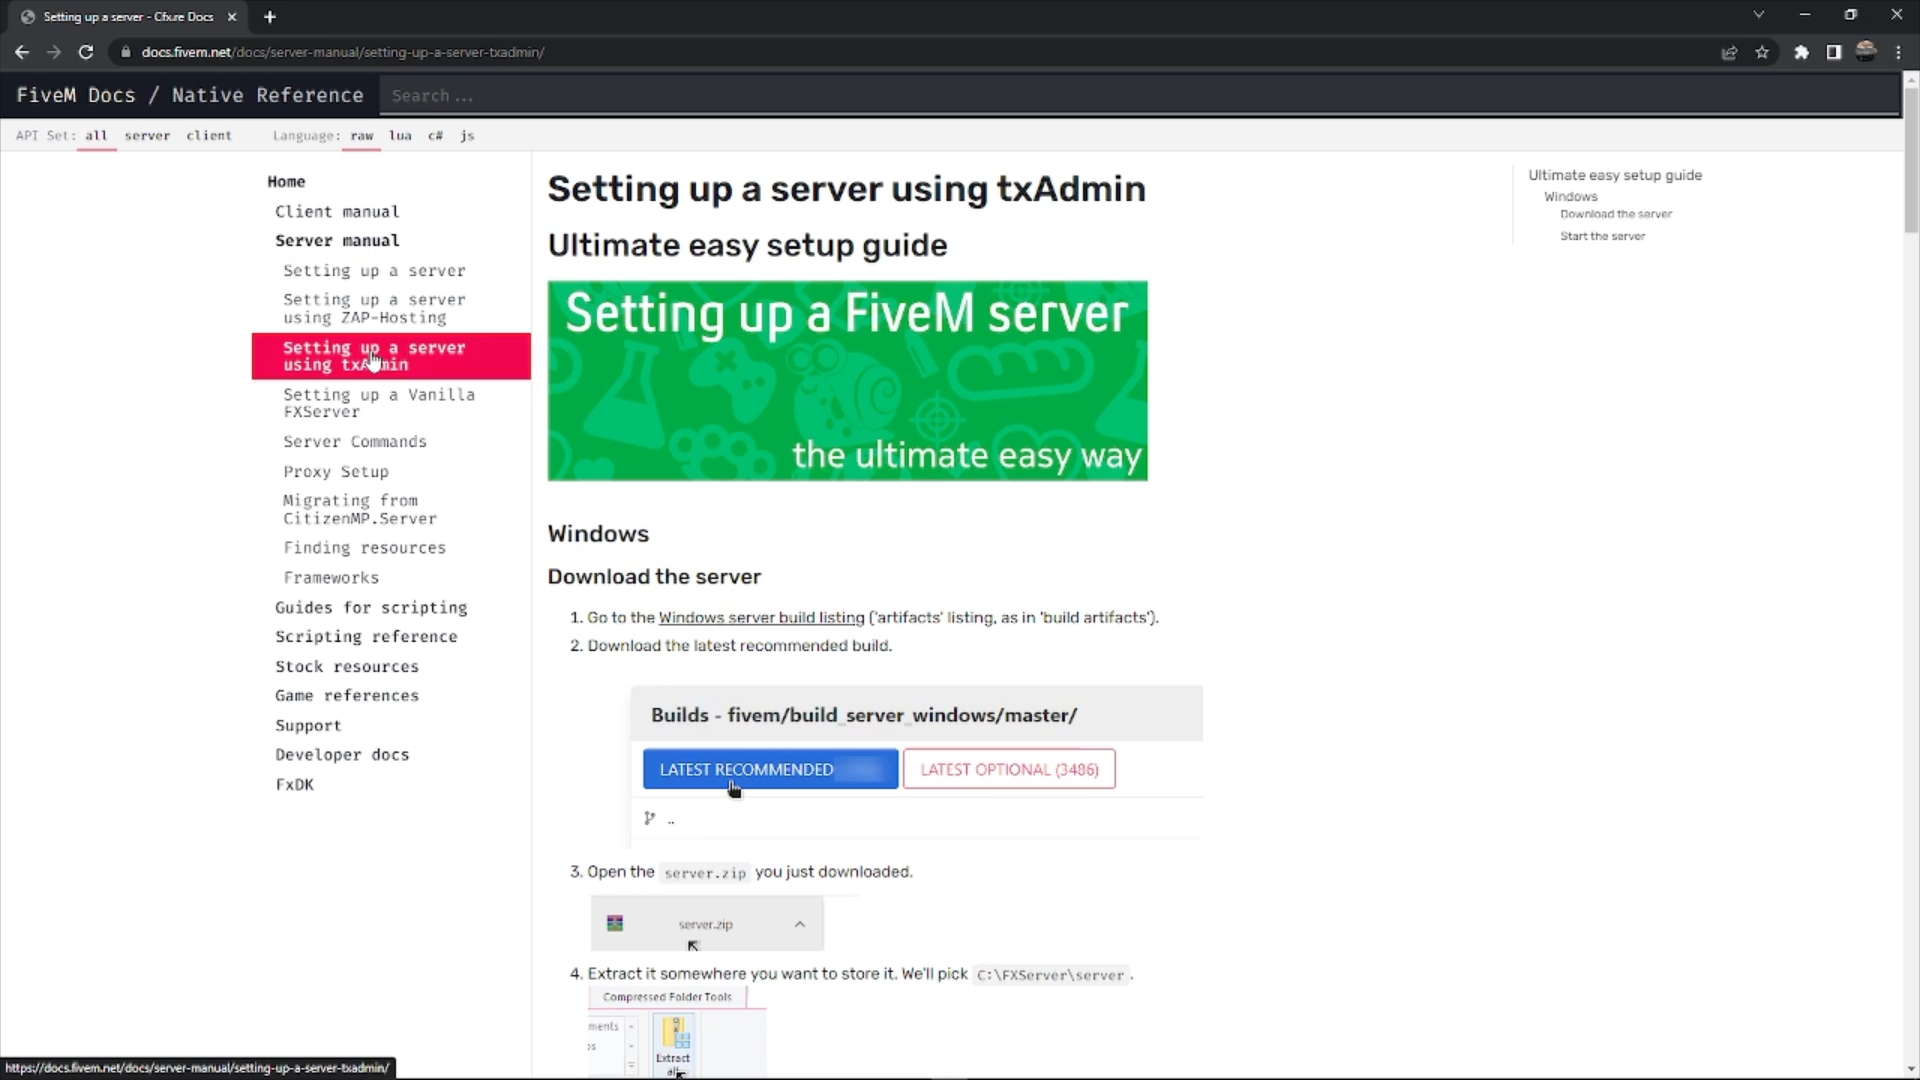 Setting up a server - Cfx.re Docs
docs.fivem.net/docs/server-manual/setting-up-a-server-txadmin/
FiveM Docs / Native Reference
Search ...
API Set: all server client Language: raw lua c# js
Home
Client manual
Server manual
Setting up a server
Setting up a server
using ZAP-Hosting
Setting up a server
using txAdmin
Setting up a Vanilla
FXServer
Server Commands
Proxy Setup
Migrating from
CitizenMP.Server
Finding resources
Frameworks
Guides for scripting
Scripting reference
Stock resources
Game references
Support
Developer docs
FxDK
Setting up a server using txAdmin
Ultimate easy setup guide
Setting up a FiveM server
the ultimate easy way
Windows
Download the server
1. Go to the Windows server build listing ('artifacts' listing, as in 'build artifacts').
2. Download the latest recommended build.
Builds - fivem/build_server_windows/master/
LATEST RECOMMENDED
LATEST OPTIONAL (3486)
..
3. Open the server.zip you just downloaded.
server.zip
4. Extract it somewhere you want to store it. We'll pick C:\FXServer\server .
Compressed Folder Tools
ments
Extract
Ultimate easy setup guide
Windows
Download the server
Start the server
https://docs.fivem.net/docs/server-manual/setting-up-a-server-txadmin/